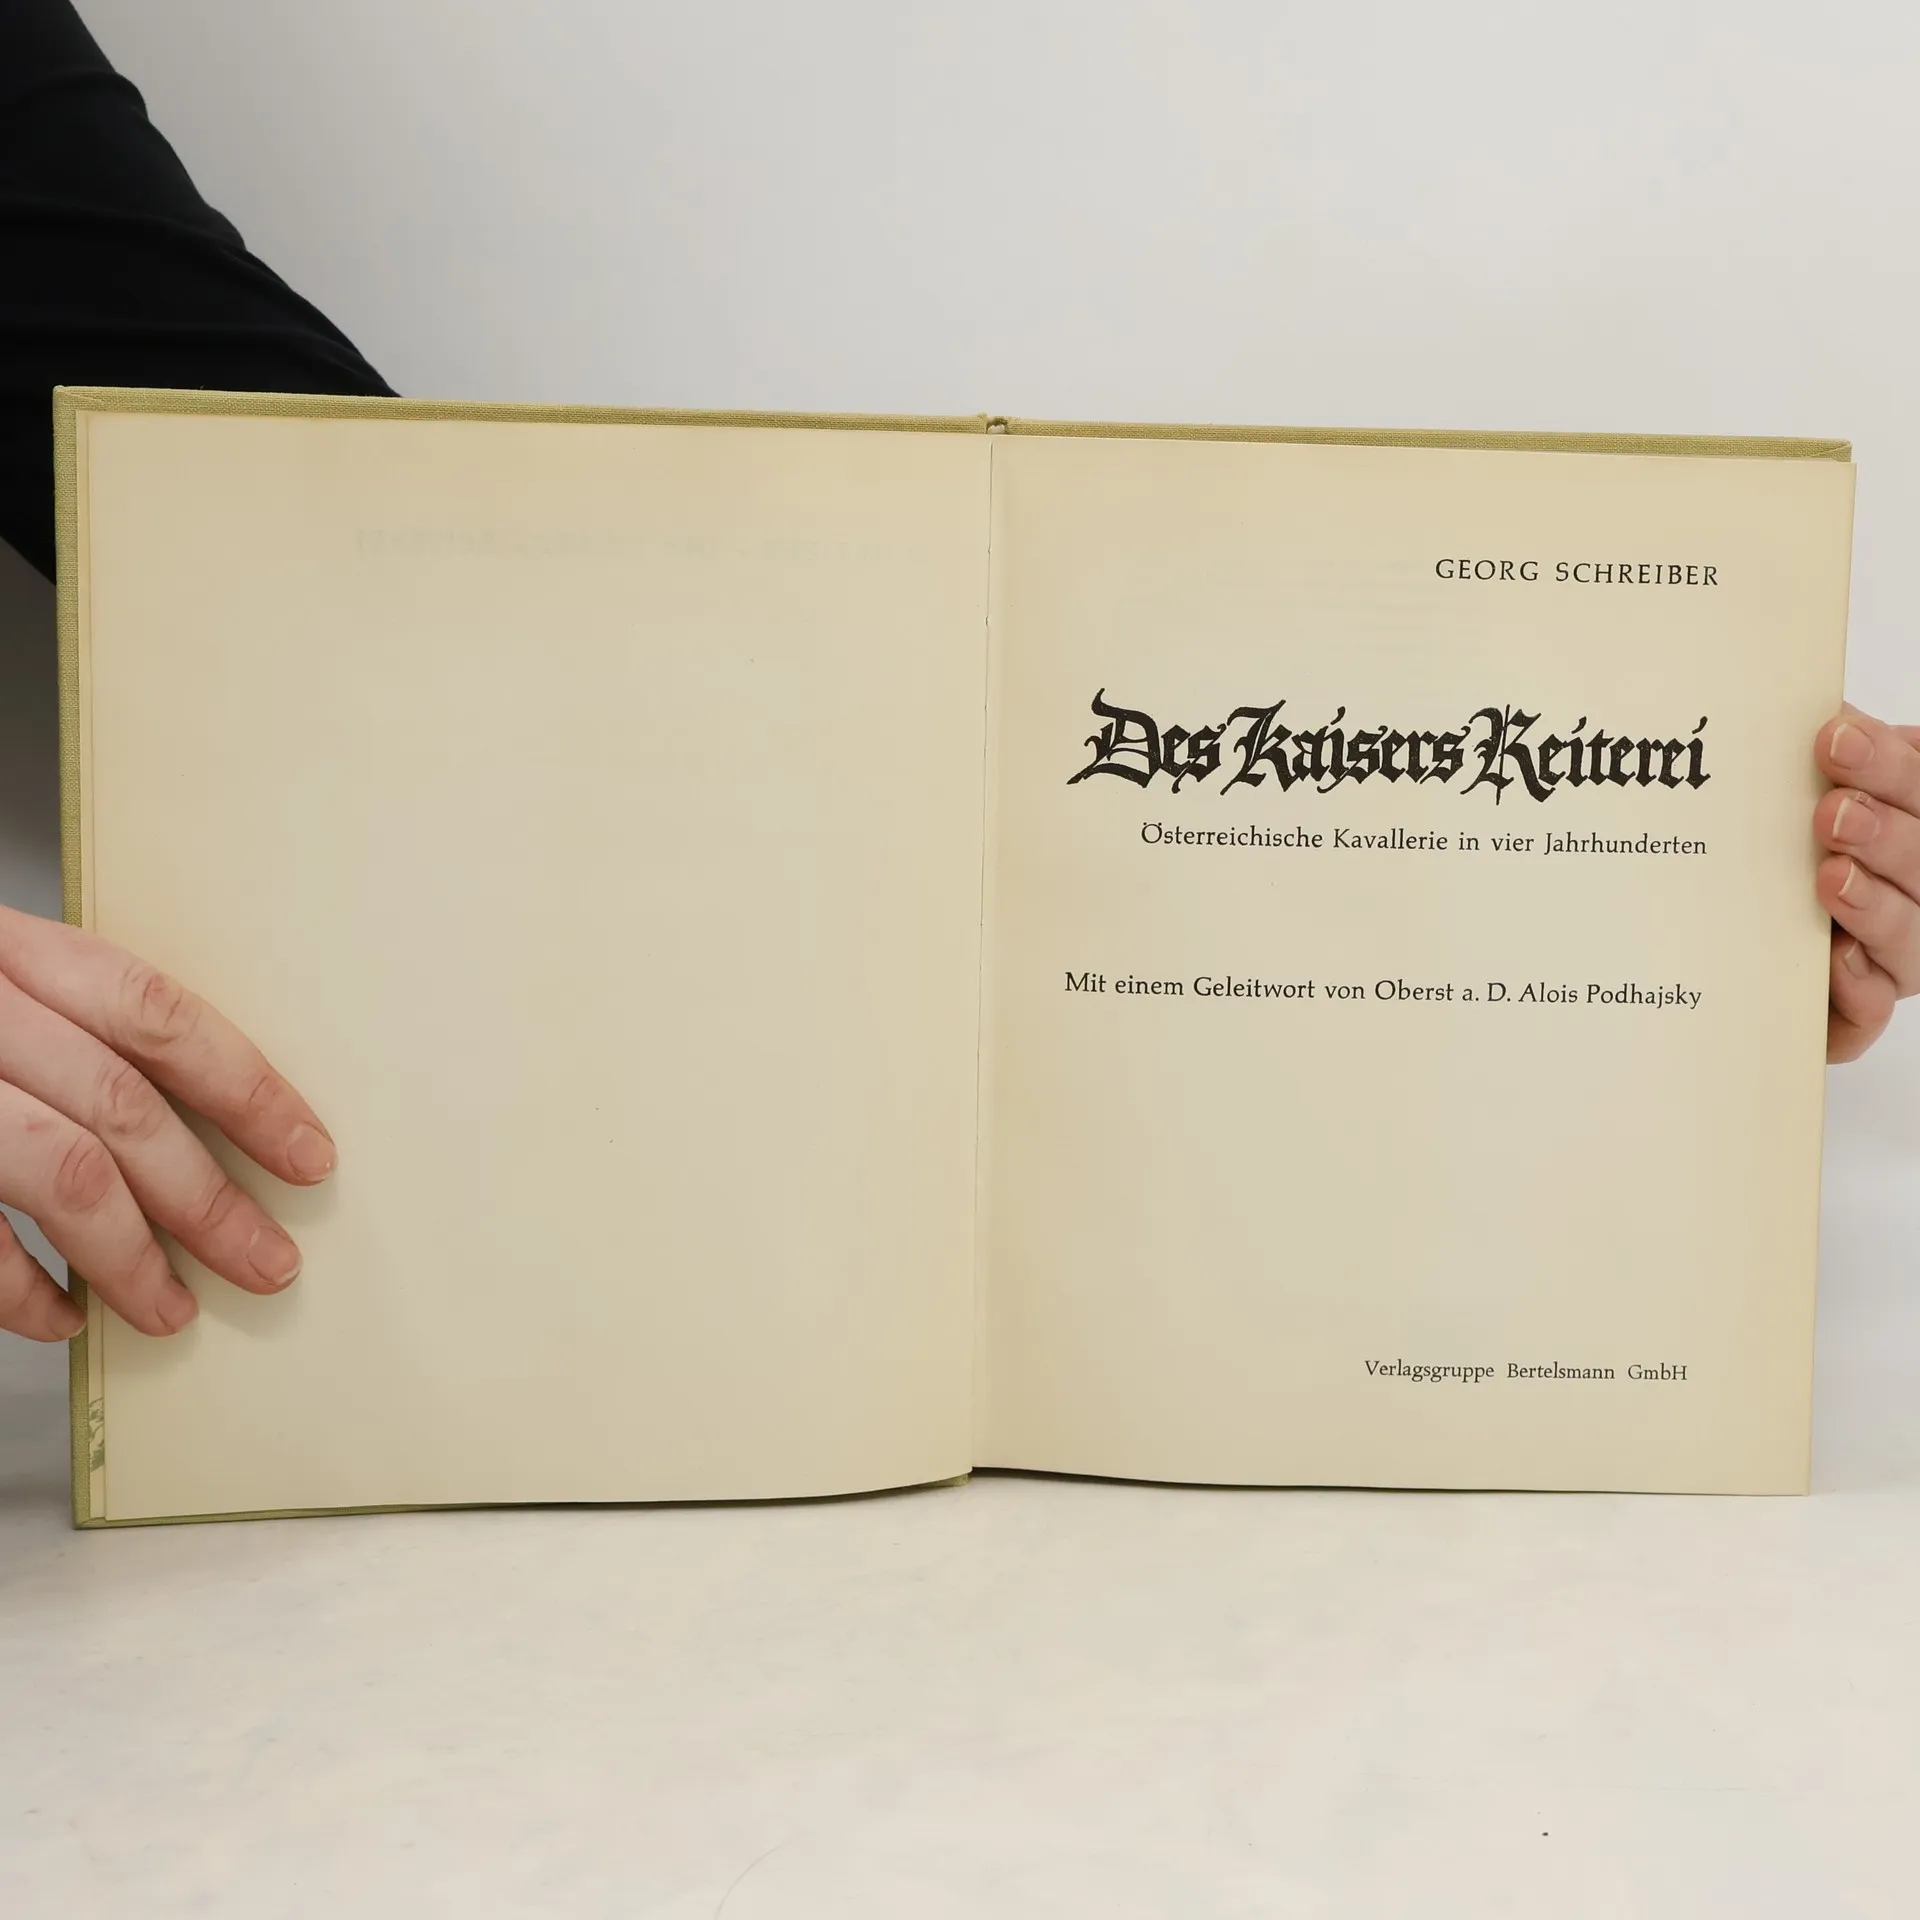 GEORG SCHREIBER
Des Kaisers Reiterei
Österreichische Kavallerie in vier Jahrhunderten
Mit einem Geleitwort von Oberst a. D. Alois Podhajsky
Verlagsgruppe Bertelsmann GmbH